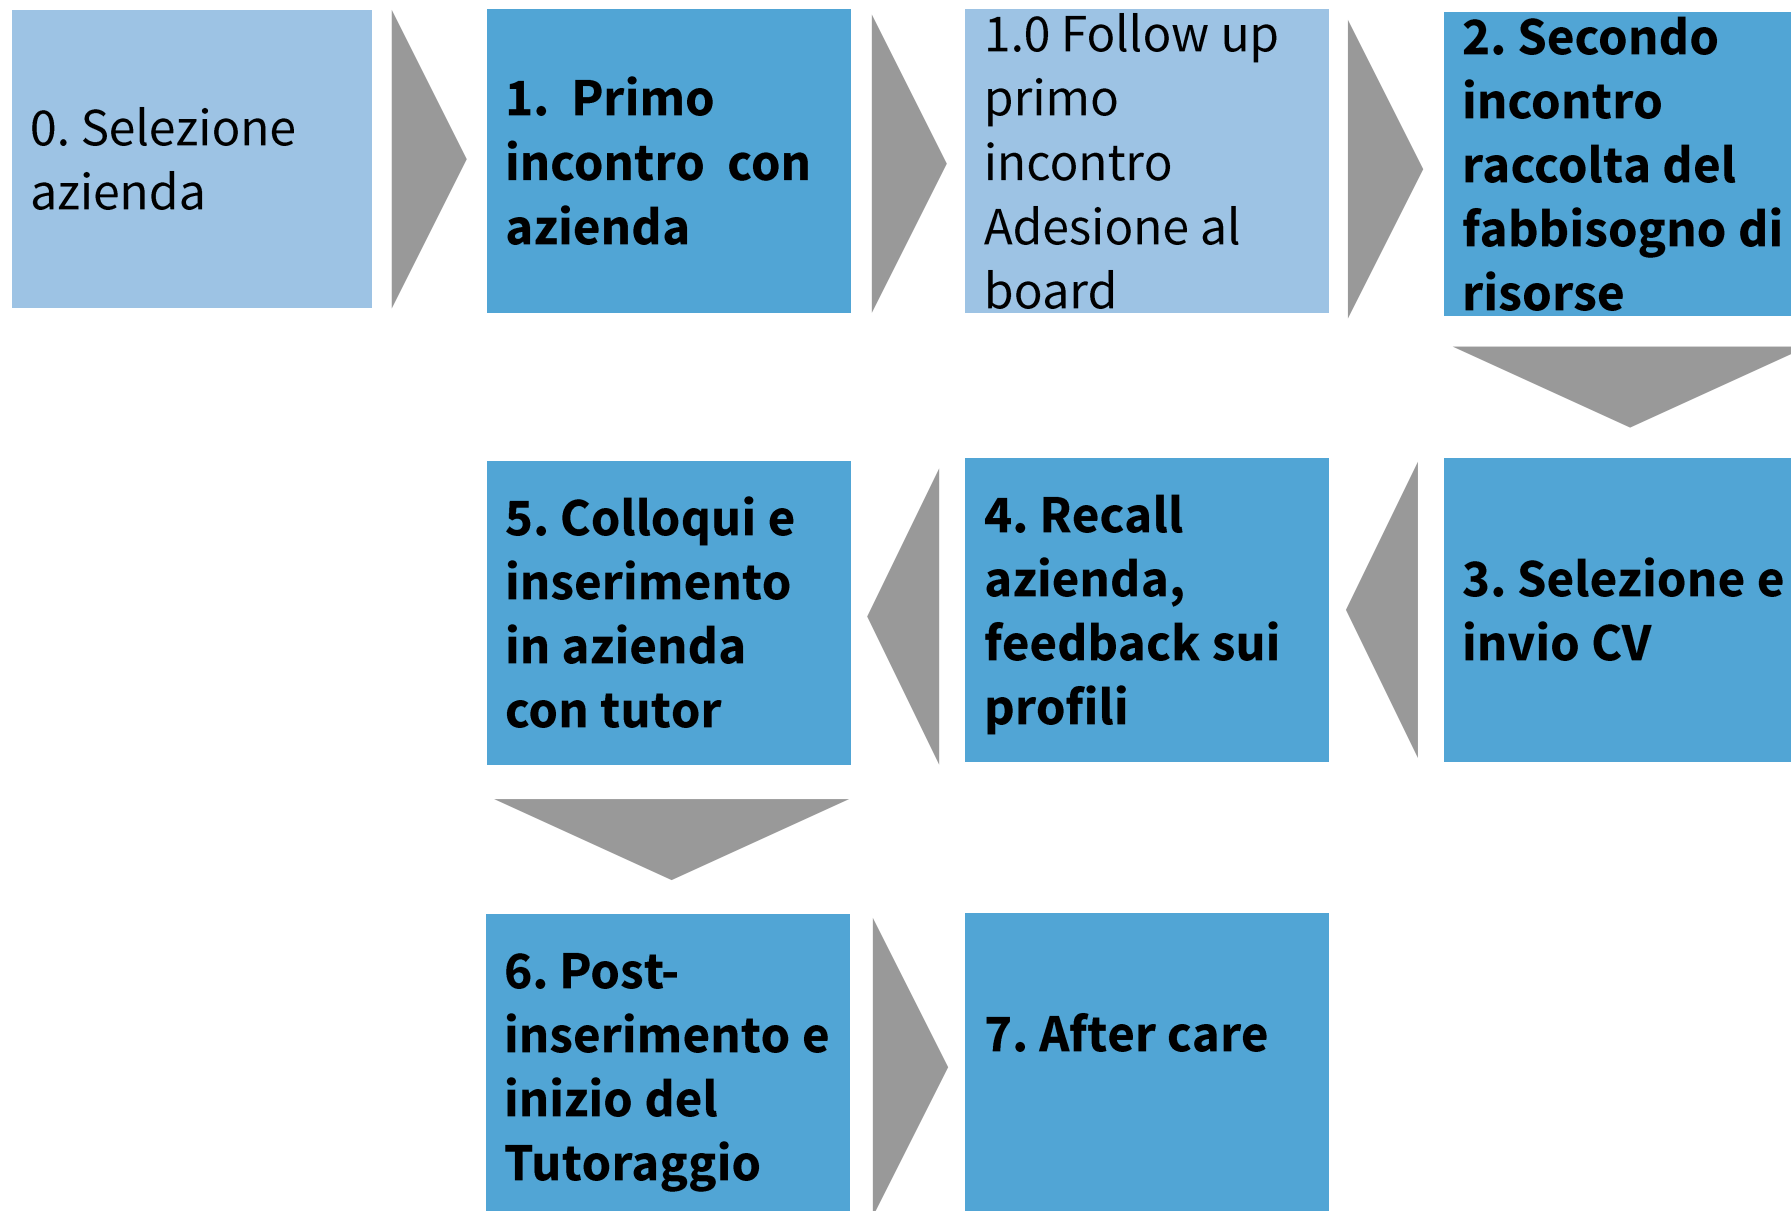 0. Selezione
azienda
1. Primo
incontro con
azienda
1.0 Follow up
primo
incontro
Adesione al
board
2. Secondo
incontro
raccolta del
fabbisogno di
risorse
3. Selezione e
invio CV
4. Recall
azienda,
feedback sui
profili
5. Colloqui e
inserimento
in azienda
con tutor
6. Post-
inserimento e
inizio del
Tutoraggio
7. After care